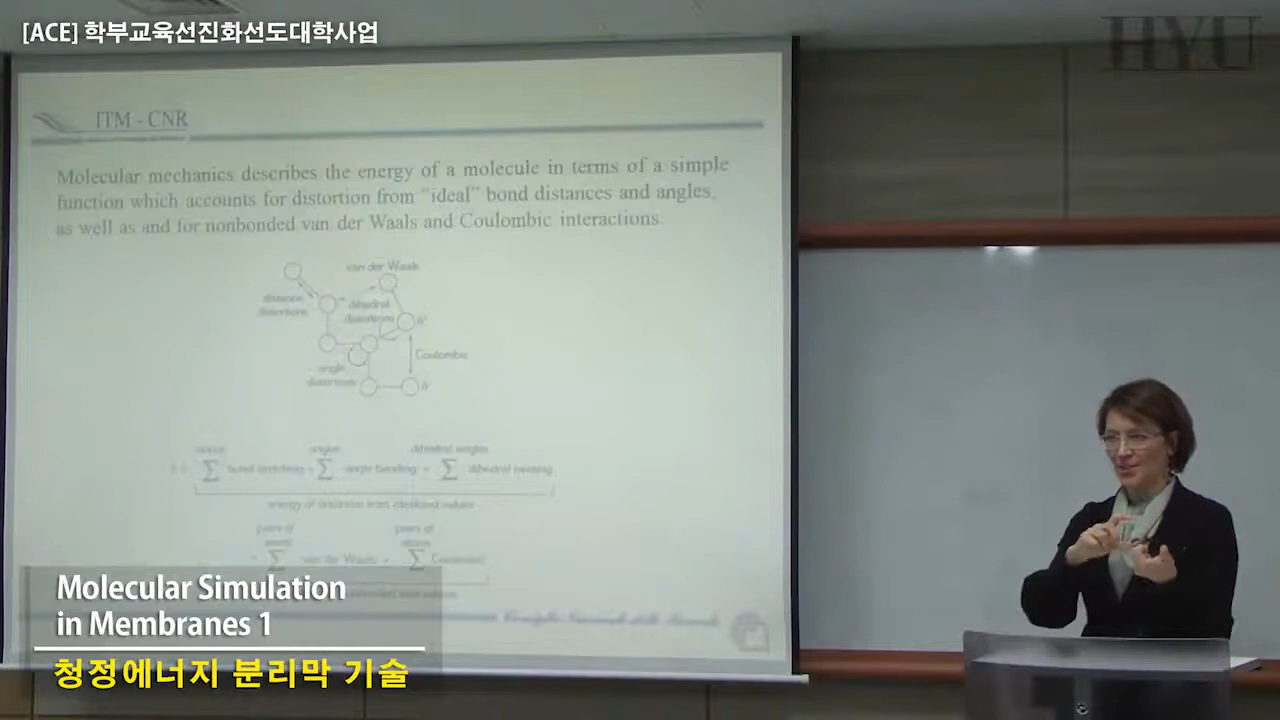 [ACE] 학부교육선진화선도대학사업
HYU
ITM - CNR
Molecular mechanics describes the energy of a molecule in terms of a simple
function which accounts for distortion from “ideal” bond distances and angles,
as well as and for nonbonded van der Waals and Coulombic interactions.
van der Waals
distance
distortions
dihedral
distortions
Coulombic
angle
distortions
angles
dihedral angles
∑ bond stretching + ∑ angle bending + ∑ dihedral twisting
energy of distortion from idealized values
pairs of
atoms
pairs of
atoms
∑ van der Waals + ∑ Coulombic
Molecular Simulation
in Membranes 1
청정에너지 분리막 기술